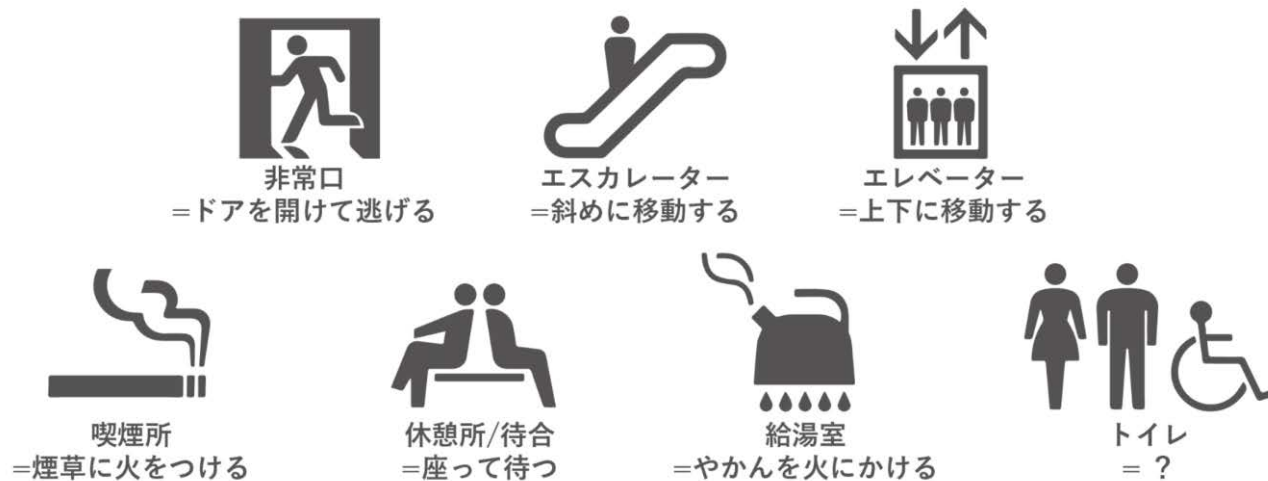 非常口
=ドアを開けて逃げる
エスカレーター
=斜めに移動する
エレベーター
=上下に移動する
喫煙所
=煙草に火をつける
休憩所/待合
=座って待つ
給湯室
=やかんを火にかける
トイレ
= ?